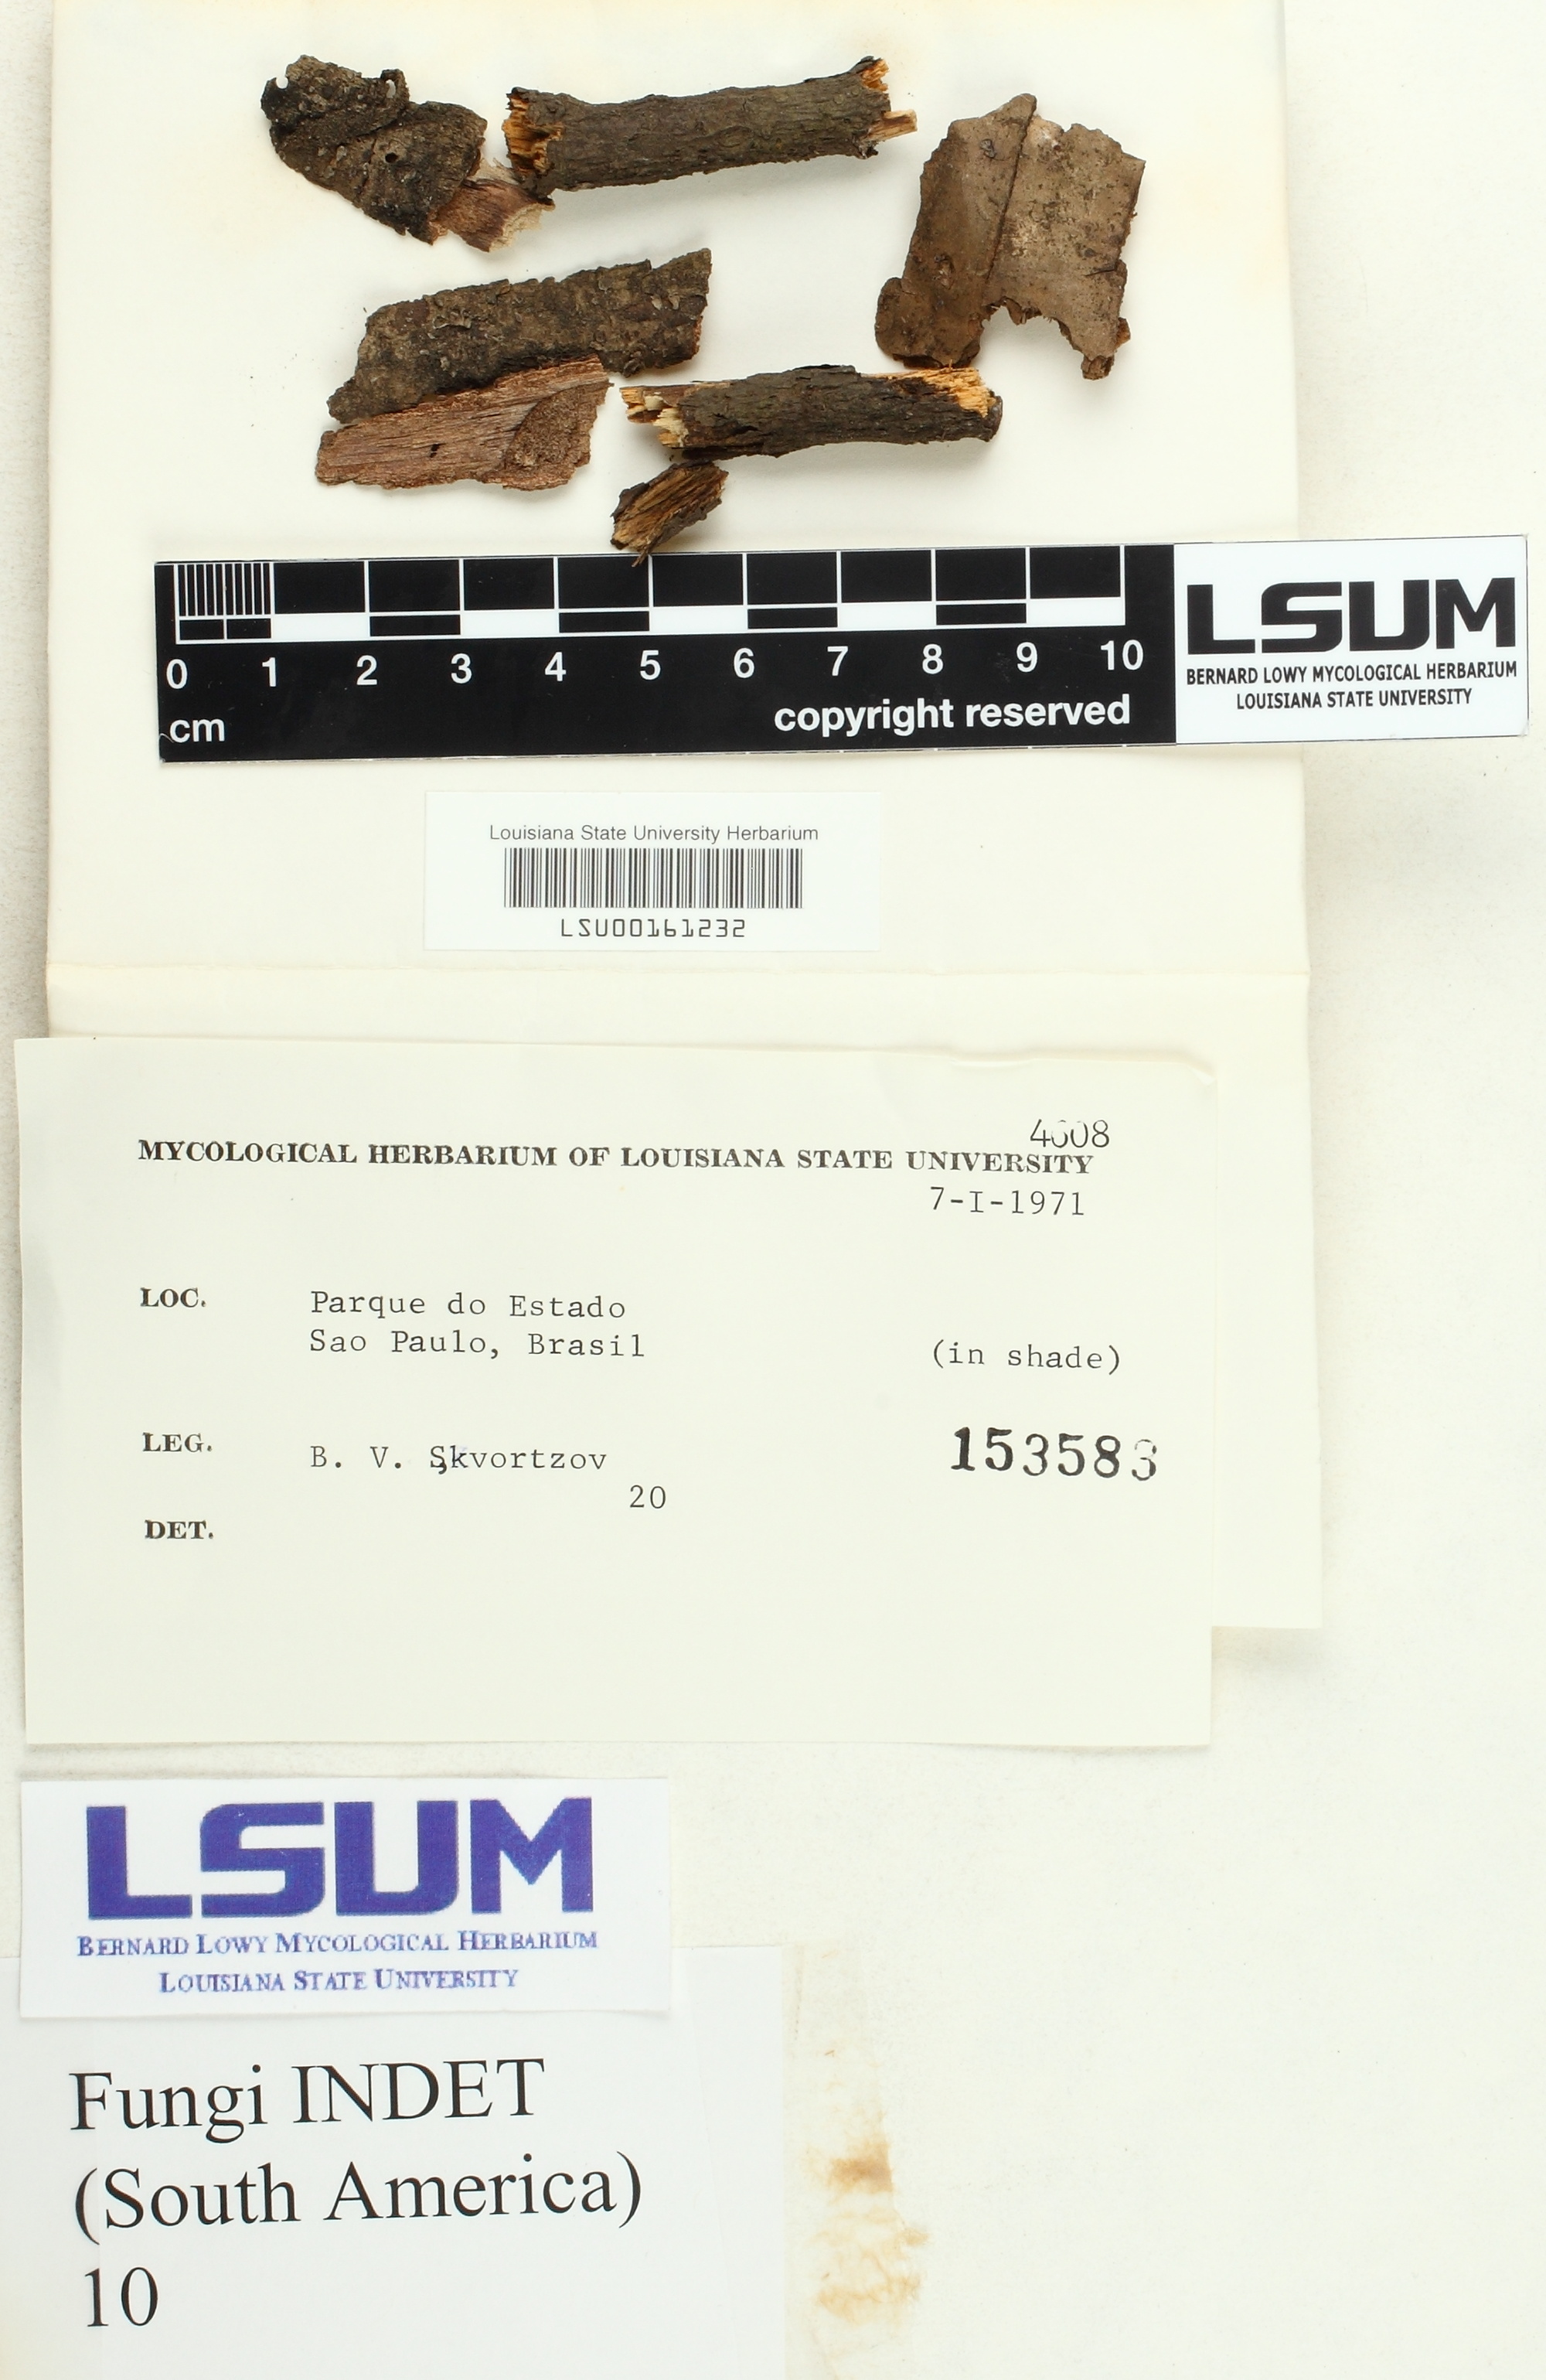 0 1 2 3 4 5 6 7 8 9 10
cm
copyright reserved
LSUM
BERNARD LOWY MYCOLOGICAL HERBARIUM
LOUISIANA STATE UNIVERSITY
Louisiana State University Herbarium
LSU00161232
4608
MYCOLOGICAL HERBARIUM OF LOUISIANA STATE UNIVERSITY
7-I-1971
LOC. Parque do Estado
Sao Paulo, Brasil (in shade)
LEG. B. V. Skvortzov 153583
20
DET.
LSUM
BERNARD LOWY MYCOLOGICAL HERBARIUM
LOUISIANA STATE UNIVERSITY
Fungi INDET
(South America)
10